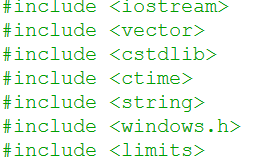 #include <iostream>
#include <vector>
#include <cstdlib>
#include <ctime>
#include <string>
#include <windows.h>
#include <limits>